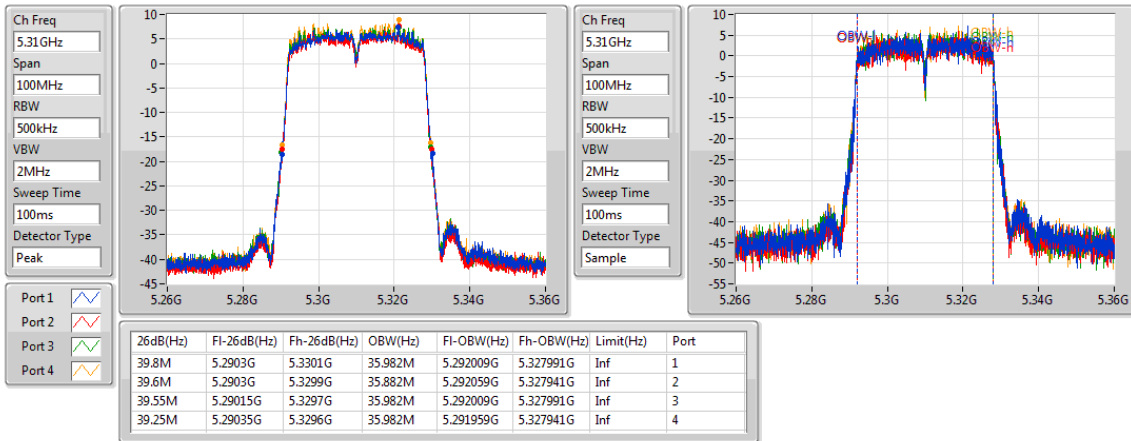 Ch Freq
5.31GHz
Span
100MHz
RBW
500kHz
VBW
2MHz
Sweep Time
100ms
Detector Type
Peak
10
5
0
-5
-10
-15
-20
-25
-30
-35
-40
-45
5.26G 5.28G 5.3G 5.32G 5.34G 5.36G
Ch Freq
5.31GHz
Span
100MHz
RBW
500kHz
VBW
2MHz
Sweep Time
100ms
Detector Type
Sample
10
5
0
-5
-10
-15
-20
-25
-30
-35
-40
-45
-50
-55
5.26G 5.28G 5.3G 5.32G 5.34G 5.36G
Port 1
Port 2
Port 3
Port 4
26dB(Hz) Fl-26dB(Hz) Fh-26dB(Hz) OBW(Hz) Fl-OBW(Hz) Fh-OBW(Hz) Limit(Hz) Port
39.8M 5.2903G 5.3301G 35.982M 5.292009G 5.327991G Inf 1
39.6M 5.2903G 5.3299G 35.882M 5.292059G 5.327941G Inf 2
39.55M 5.29015G 5.3297G 35.982M 5.292009G 5.327991G Inf 3
39.25M 5.29035G 5.3296G 35.982M 5.291959G 5.327941G Inf 4